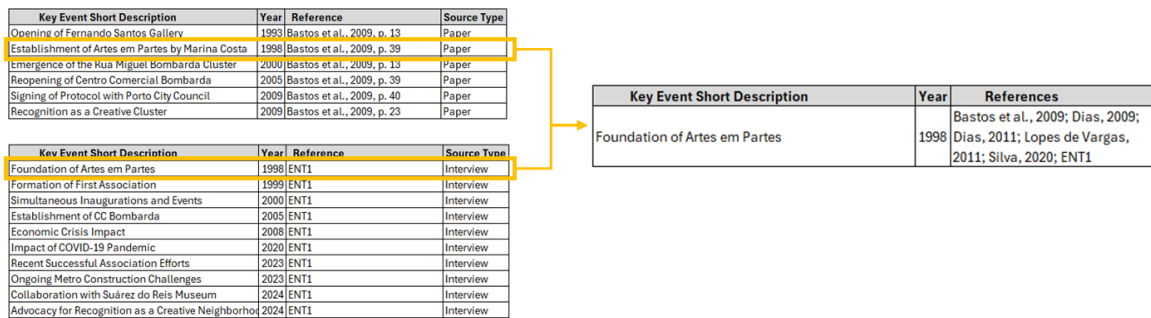 Key Event Short Description Year Reference Source Type
Opening of Fernando Santos Gallery 1993 Bastos et al., 2009, p. 13 Paper
Establishment of Artes em Partes by Marina Costa 1998 Bastos et al., 2009, p. 39 Paper
Emergence of the Rua Miguel Bombarda Cluster 2000 Bastos et al., 2009, p. 13 Paper
Reopening of Centro Comercial Bombarda 2005 Bastos et al., 2009, p. 39 Paper
Signing of Protocol with Porto City Council 2009 Bastos et al., 2009, p. 40 Paper
Recognition as a Creative Cluster 2009 Bastos et al., 2009, p. 23 Paper
Key Event Short Description Year Reference Source Type
Foundation of Artes em Partes 1998 ENT1 Interview
Formation of First Association 1999 ENT1 Interview
Simultaneous Inaugurations and Events 2000 ENT1 Interview
Establishment of CC Bombarda 2005 ENT1 Interview
Economic Crisis Impact 2008 ENT1 Interview
Impact of COVID-19 Pandemic 2020 ENT1 Interview
Recent Successful Association Efforts 2023 ENT1 Interview
Ongoing Metro Construction Challenges 2023 ENT1 Interview
Collaboration with Suárez do Reis Museum 2024 ENT1 Interview
Advocacy for Recognition as a Creative Neighborhoo 2024 ENT1 Interview
Key Event Short Description Year References
Foundation of Artes em Partes 1998
Bastos et al., 2009; Dias, 2009;
Dias, 2011; Lopes de Vargas,
2011; Silva, 2020; ENT1